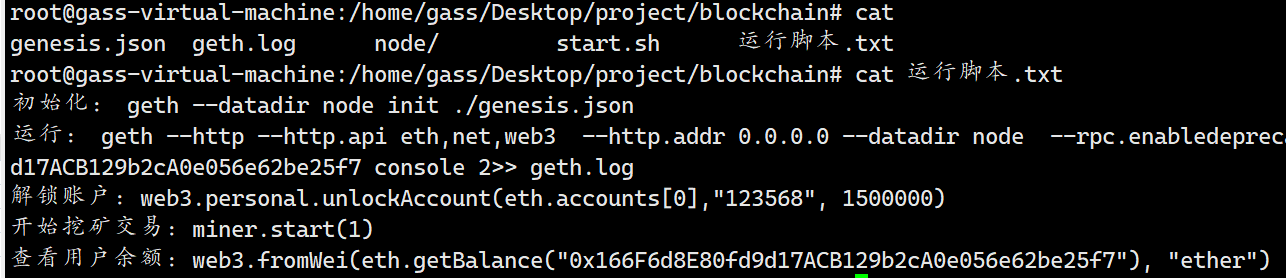 root@gass-virtual-machine:/home/gass/Desktop/project/blockchain# cat
genesis.json geth.log node/ start.sh 运行脚本.txt
root@gass-virtual-machine:/home/gass/Desktop/project/blockchain# cat 运行脚本.txt
初始化: geth --datadir node init ./genesis.json
运行: geth --http --http.api eth,net,web3 --http.addr 0.0.0.0 --datadir node --rpc.enabledepreca
d17ACB129b2cA0e056e62be25f7 console 2>> geth.log
解锁账户: web3.personal.unlockAccount(eth.accounts[0],"123568", 1500000)
开始挖矿交易: miner.start(1)
查看用户余额: web3.fromWei(eth.getBalance("0x166F6d8E80fd9d17ACB129b2cA0e056e62be25f7"), "ether")